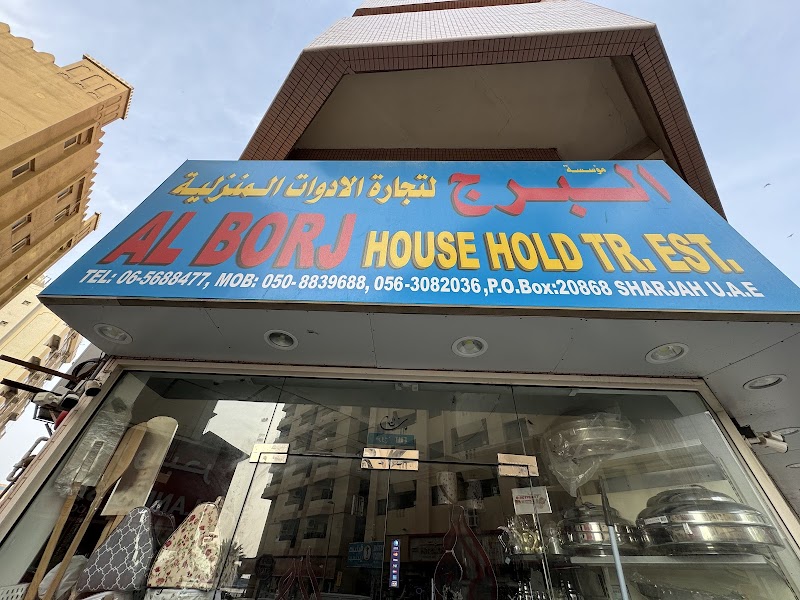 مؤسسة
البرج لتجارة الادوات المنزلية
AL BORJ HOUSE HOLD TR. EST.
TEL: 06-5688477, MOB: 050-8839688, 056-3082036,P.O.Box:20868 SHARJAH U.A.E